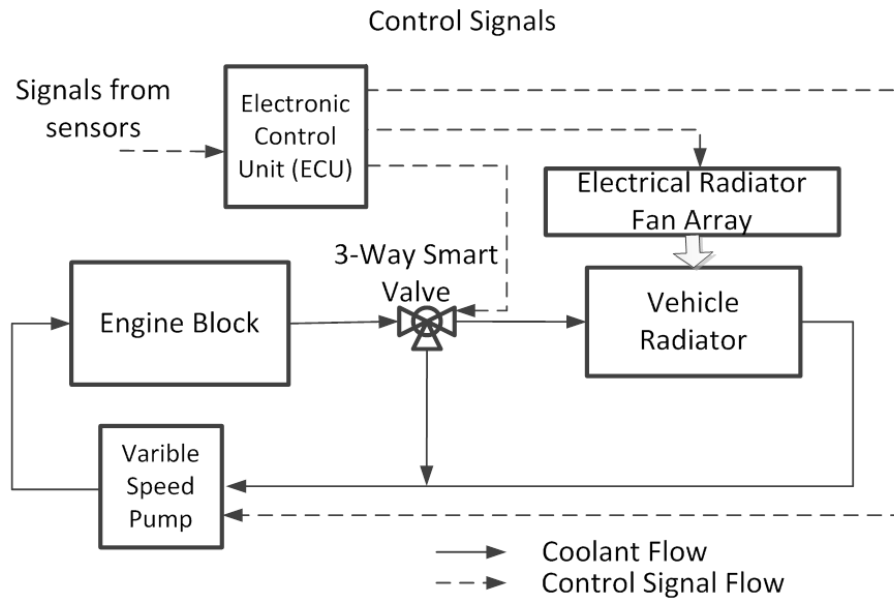 Control Signals
Signals from
sensors
Electronic
Control
Unit (ECU)
Electrical Radiator
Fan Array
3-Way Smart
Valve
Engine Block
Vehicle
Radiator
Varible
Speed
Pump
Coolant Flow
Control Signal Flow